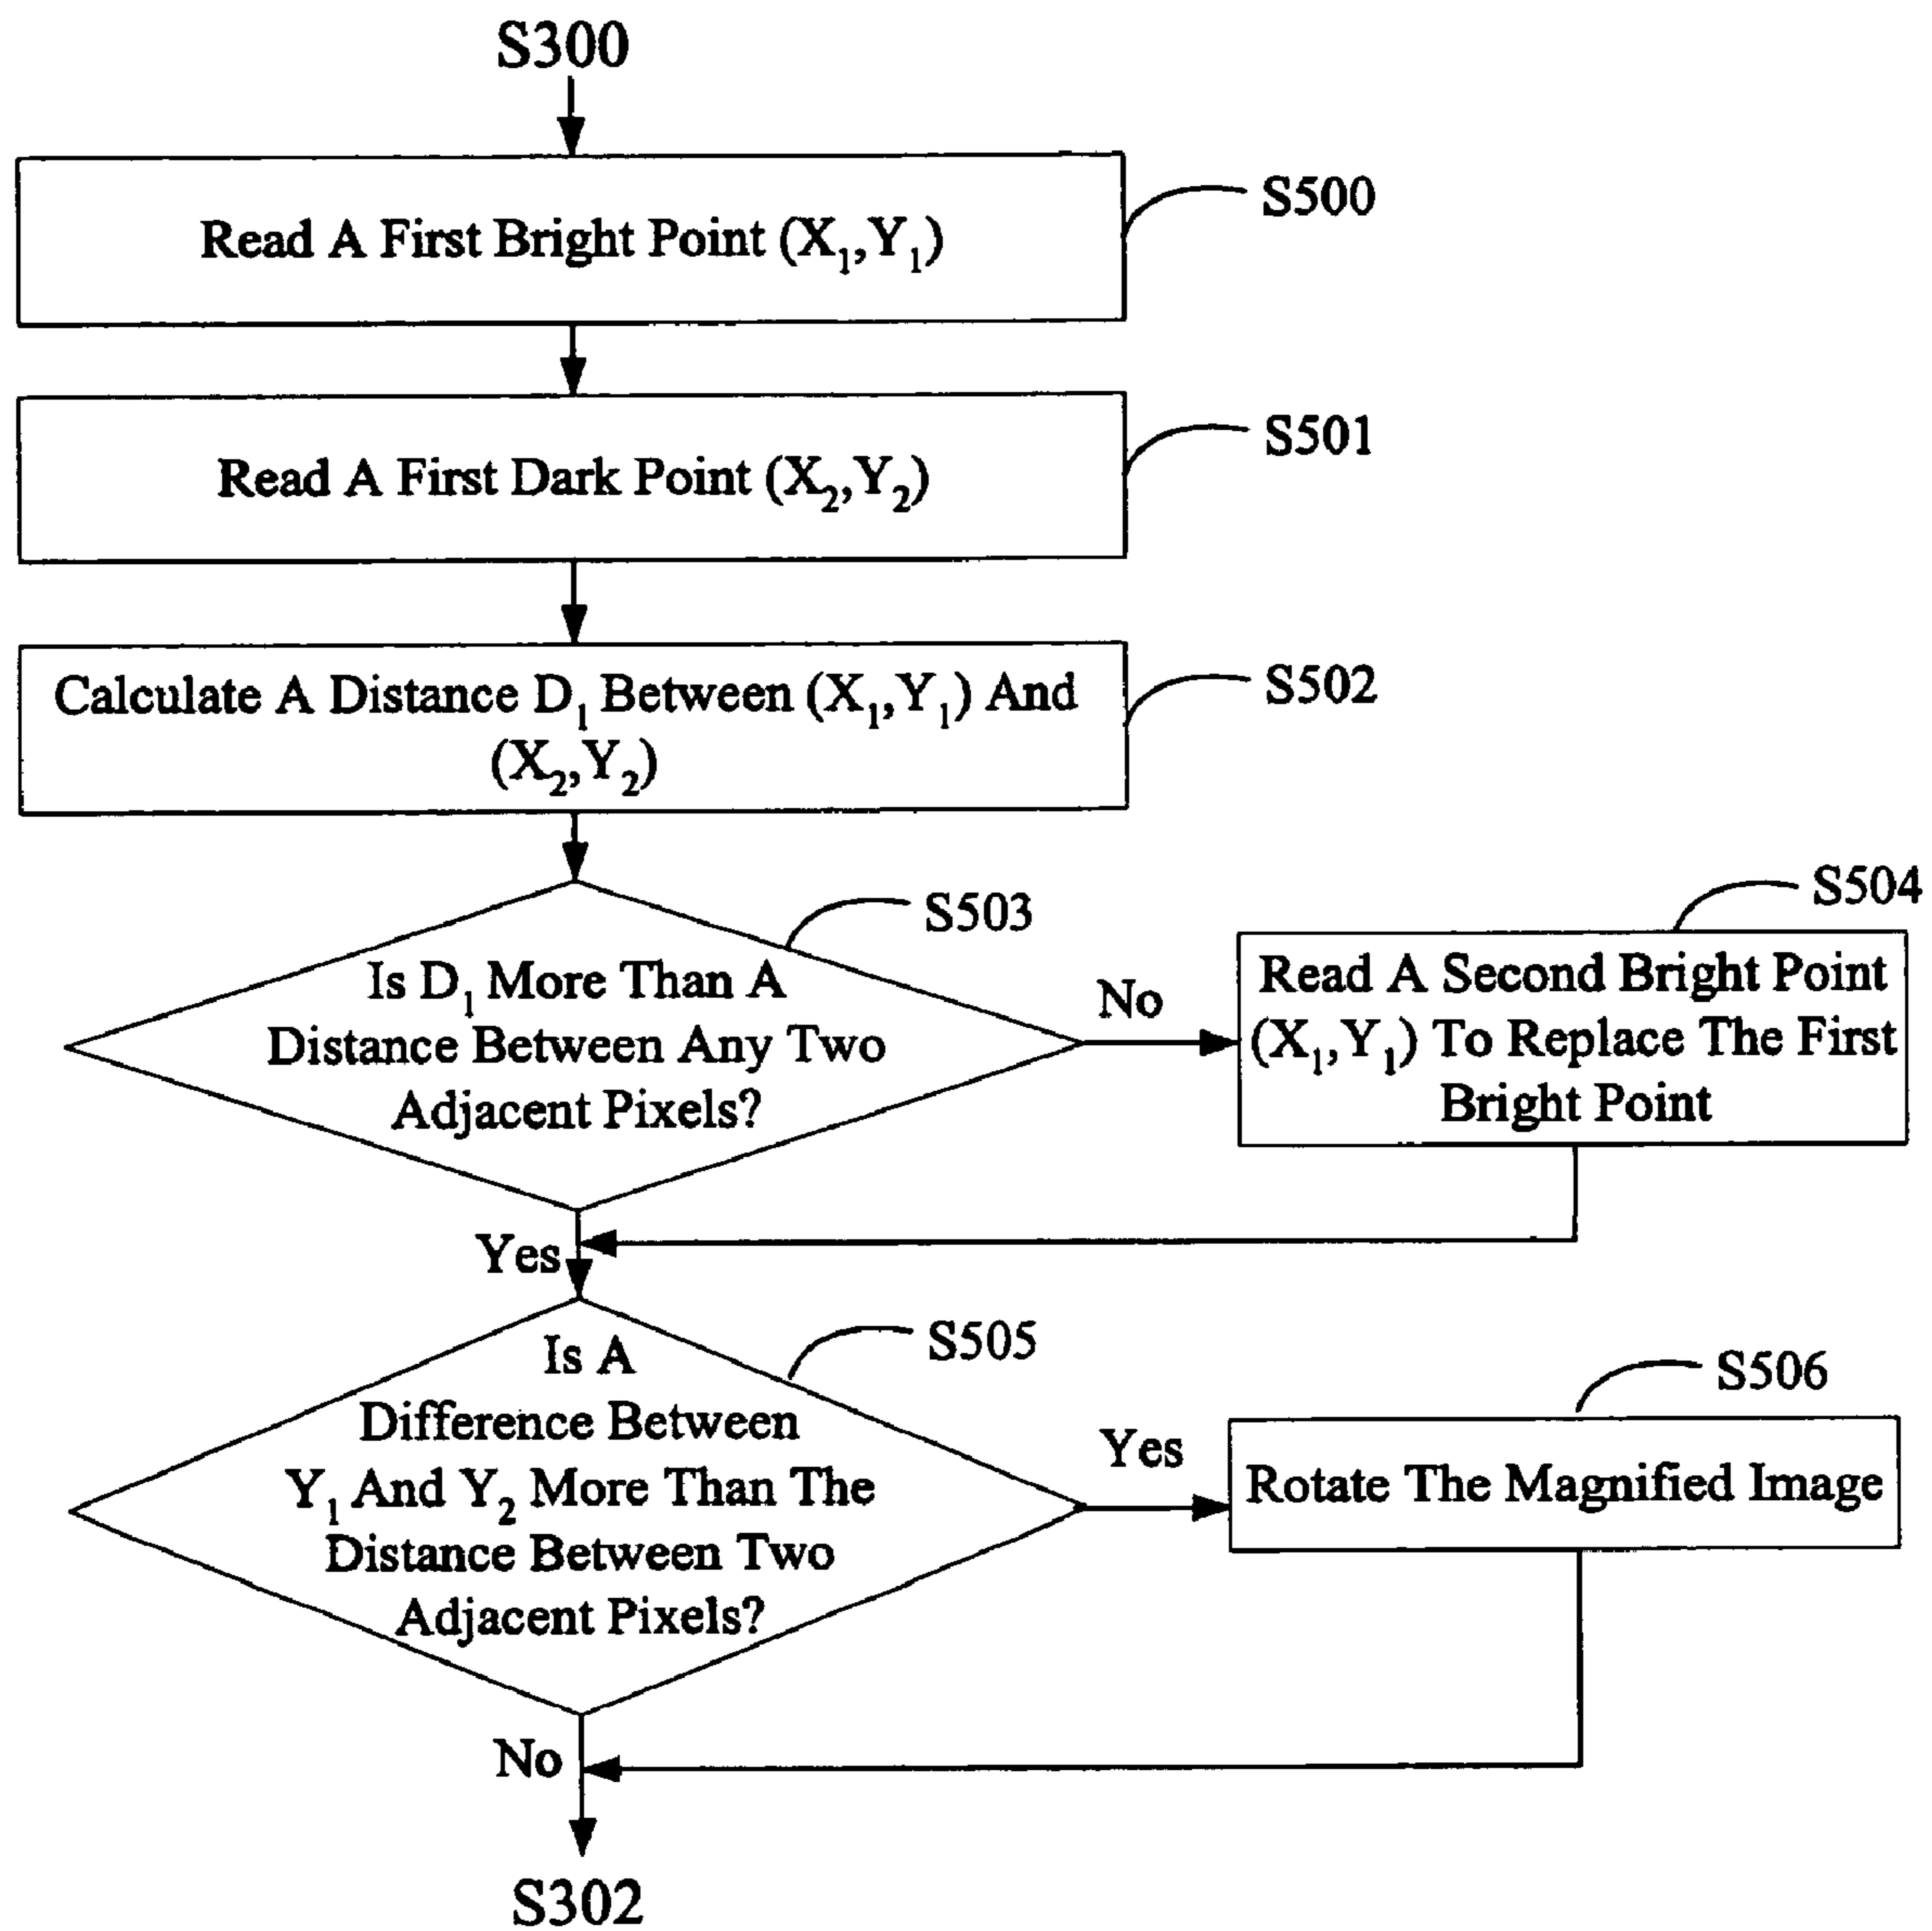 S300
Read A First Bright Point (X₁,Y₁)
S500
Read A First Dark Point (X₂,Y₂)
S501
Calculate A Distance D₁ Between (X₁,Y₁) And
(X₂,Y₂)
S502
S503
Is D₁ More Than A
Distance Between Any Two
Adjacent Pixels?
No
S504
Read A Second Bright Point
(X₁,Y₁) To Replace The First
Bright Point
Yes
S505
Is A
Difference Between
Y₁ And Y₂ More Than The
Distance Between Two
Adjacent Pixels?
Yes
S506
Rotate The Magnified Image
No
S302